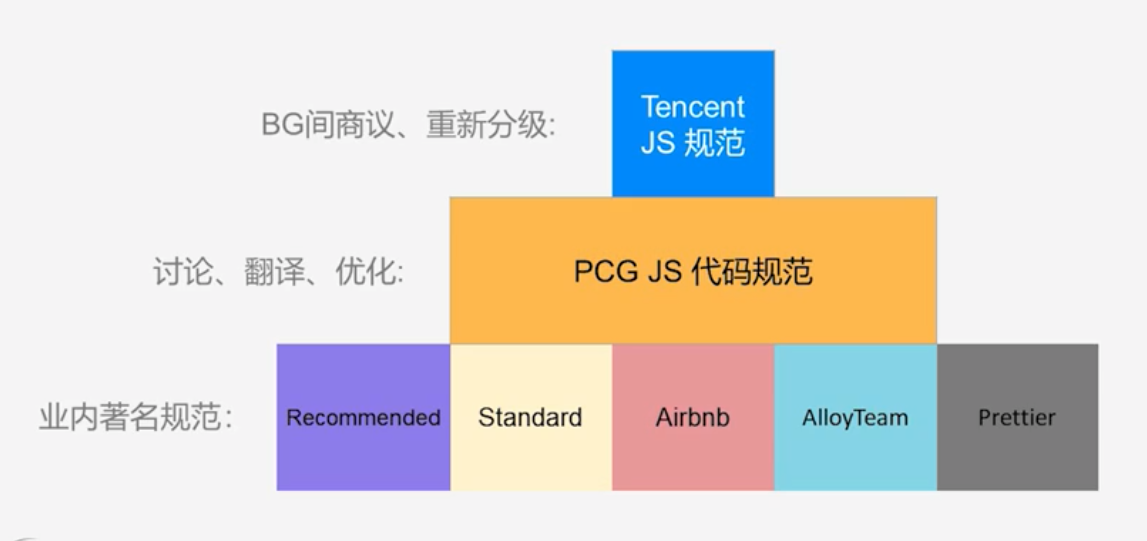 BG间商议、重新分级:
Tencent
JS 规范
讨论、翻译、优化:
PCG JS 代码规范
业内著名规范：
Recommended
Standard
Airbnb
AlloyTeam
Prettier